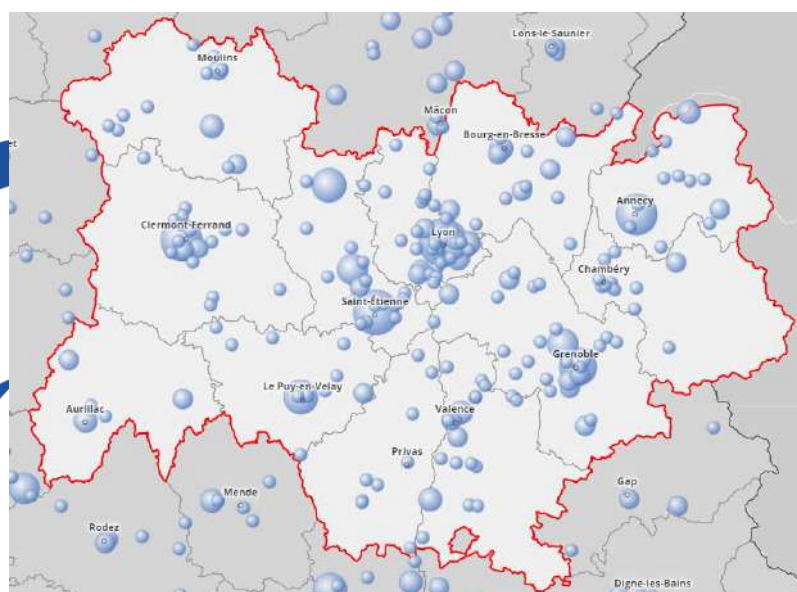 Lons-le-Saunier
Moulins
Mâcon
Bourg-en-Bresse
et
Annecy
Clermont-Ferrand
Lyon
Chambéry
Saint-Étienne
Grenoble
Le Puy-en-Velay
Aurillac
Valence
Privas
Gap
Mende
Rodez
Digne-les-Bains